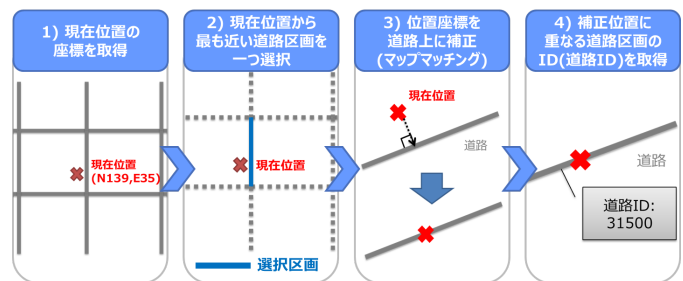 1) 現在位置の
座標を取得
現在位置
(N139,E35)
2) 現在位置から
最も近い道路区画を
一つ選択
現在位置
選択区画
3) 位置座標を
道路上に補正
(マップマッチング)
現在位置
道路
4) 補正位置に
重なる道路区画の
ID(道路ID)を取得
道路
道路ID:
31500